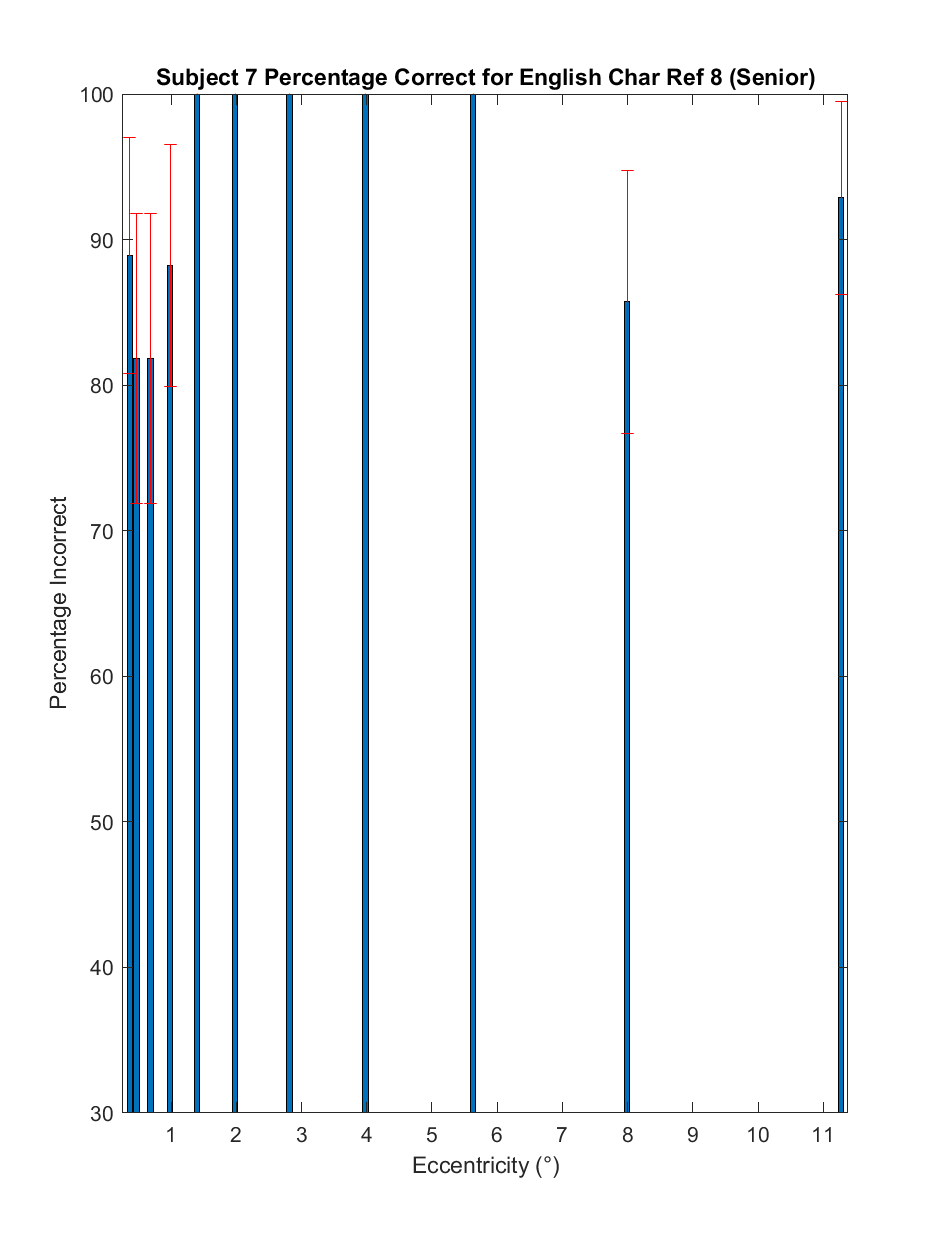 Subject 7 Percentage Correct for English Char Ref 8 (Senior)
100
90
80
70
60
50
40
30
Percentage Incorrect
1 2 3 4 5 6 7 8 9 10 11
Eccentricity (°)